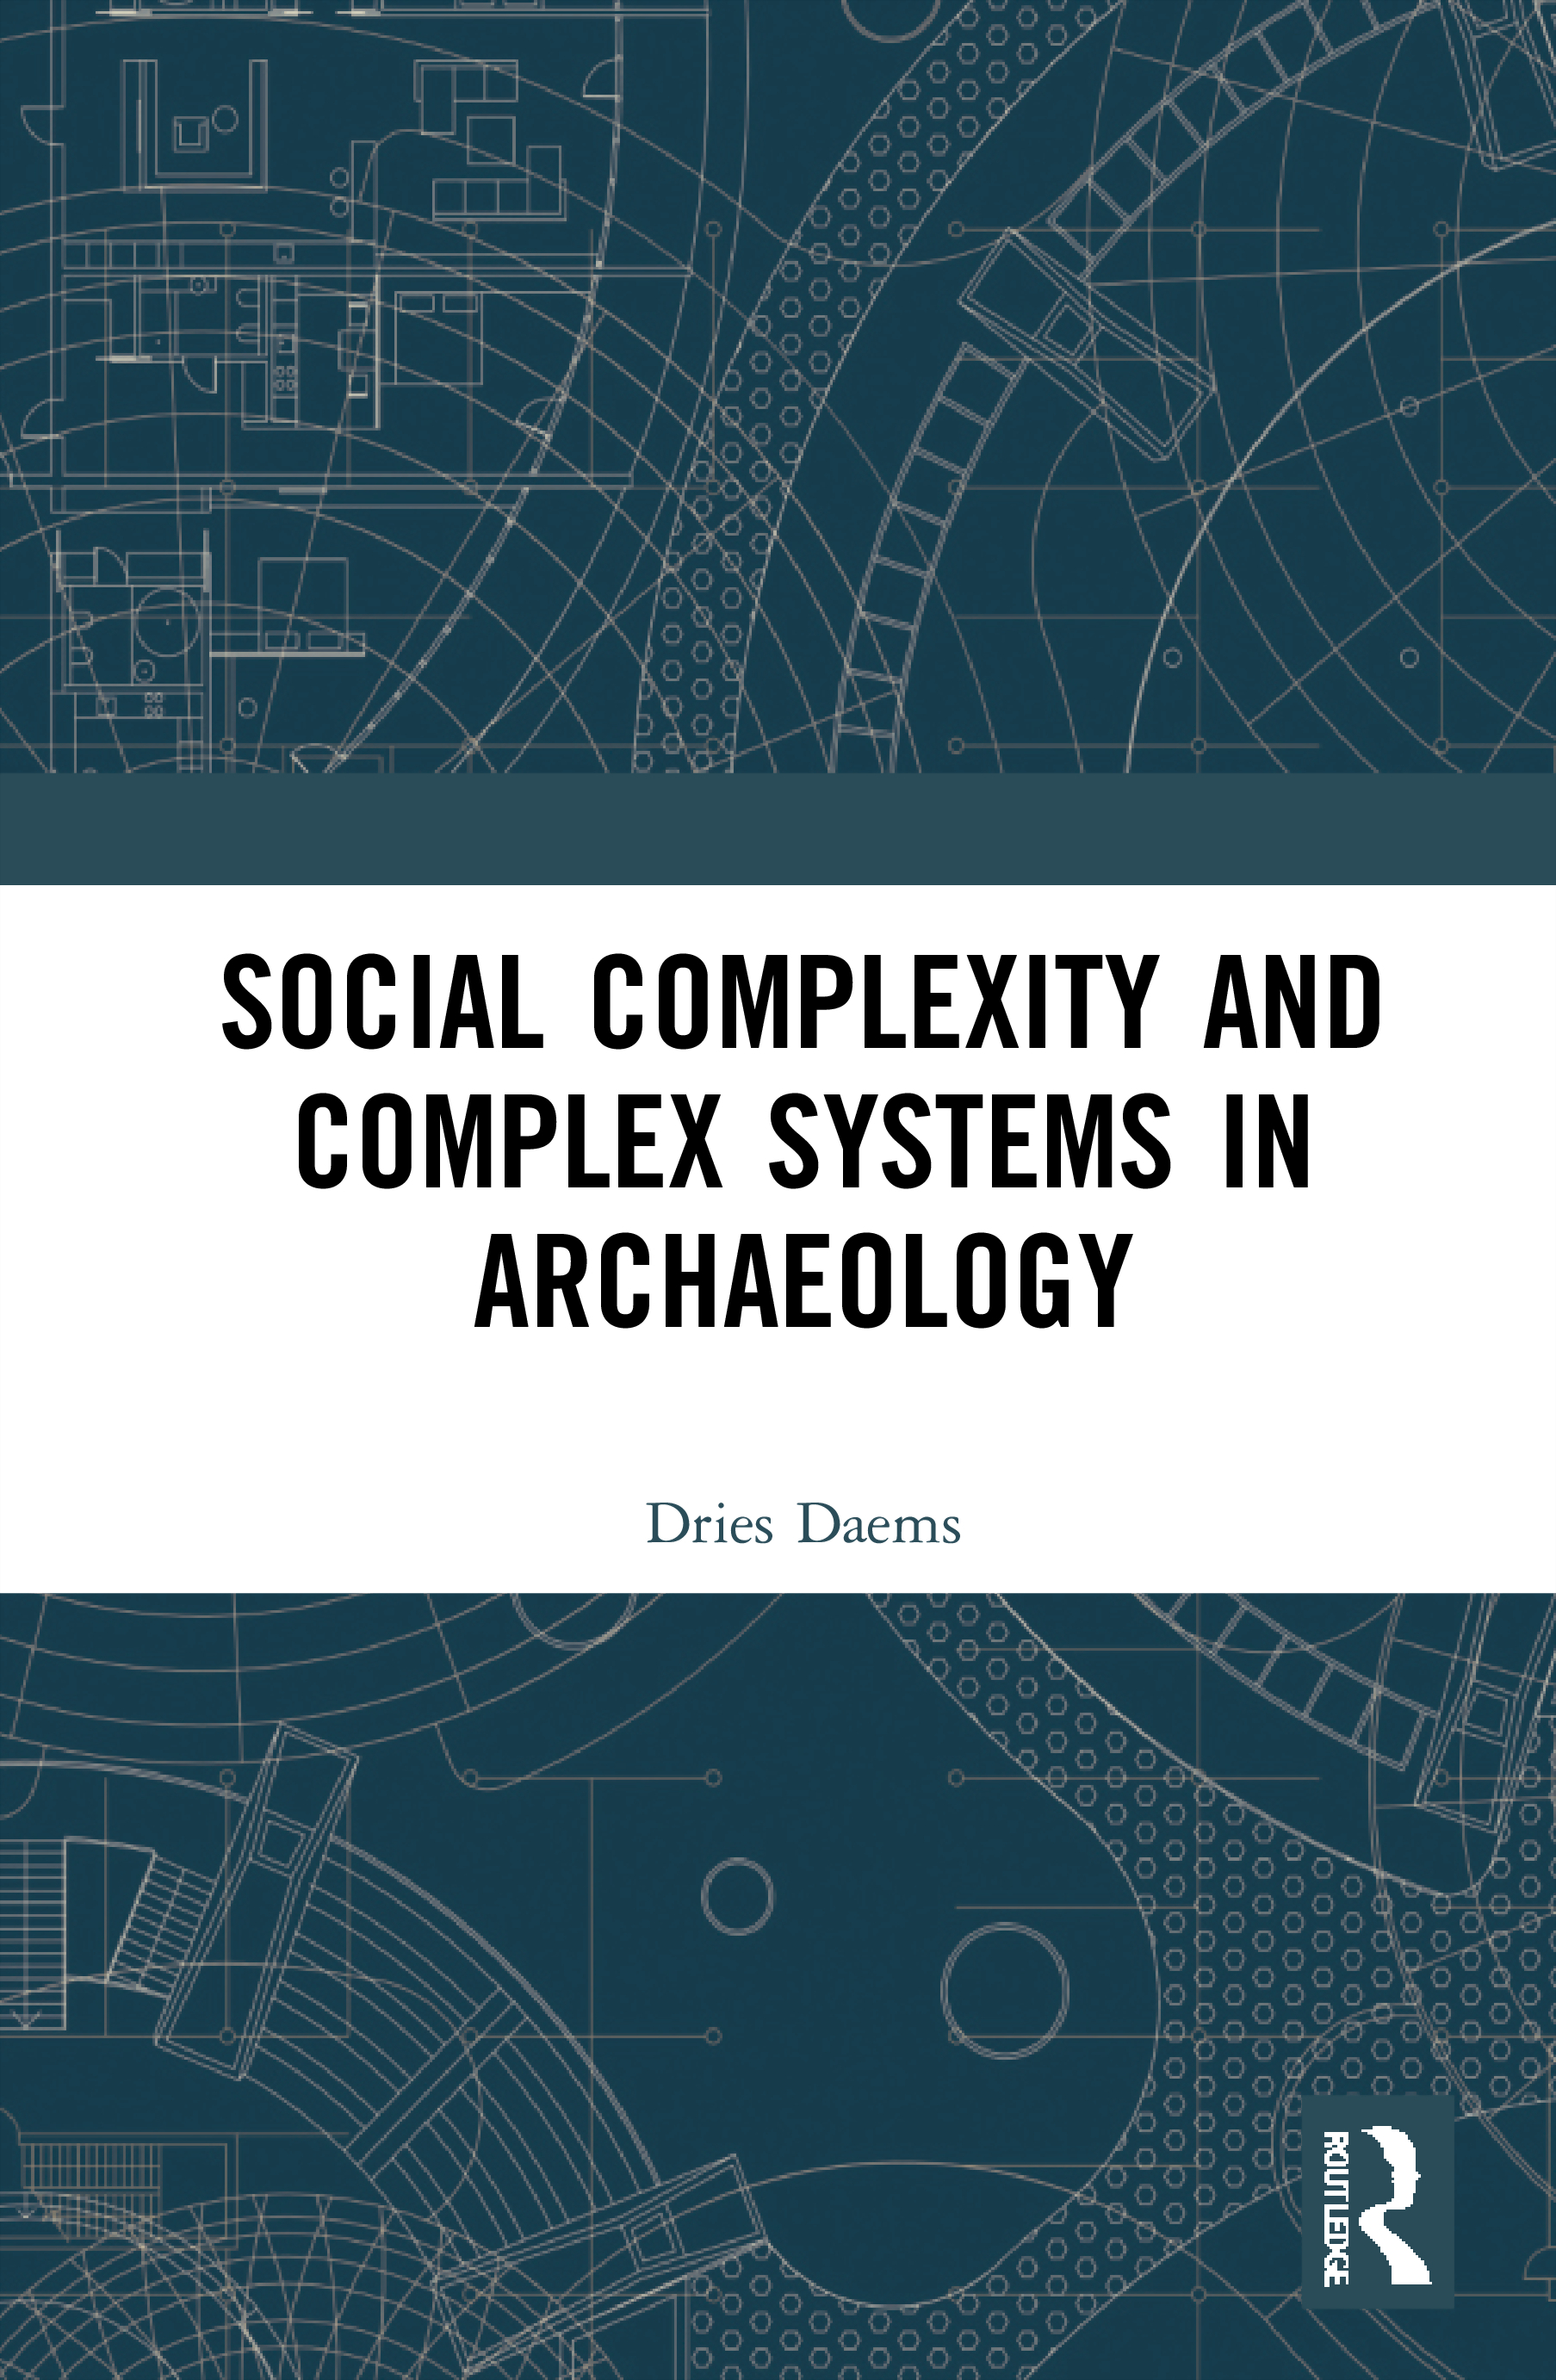 SOCIAL COMPLEXITY AND
COMPLEX SYSTEMS IN
ARCHAEOLOGY
Dries Daems
ROUTLEDGE